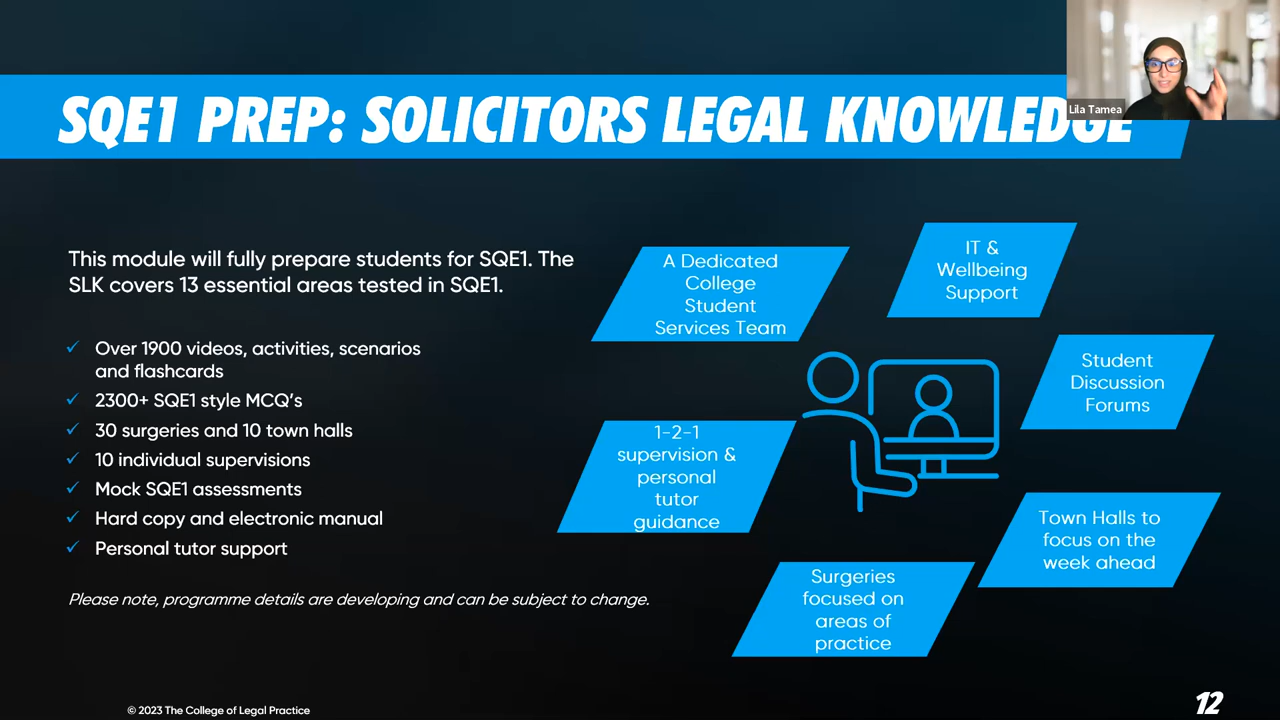 Lila Tamea
SQE1 PREP: SOLICITORS LEGAL KNOWLEDGE
This module will fully prepare students for SQE1. The
SLK covers 13 essential areas tested in SQE1.
✓ Over 1900 videos, activities, scenarios
and flashcards
✓ 2300+ SQE1 style MCQ's
✓ 30 surgeries and 10 town halls
✓ 10 individual supervisions
✓ Mock SQE1 assessments
✓ Hard copy and electronic manual
✓ Personal tutor support
Please note, programme details are developing and can be subject to change.
A Dedicated
College
Student
Services Team
IT &
Wellbeing
Support
Student
Discussion
Forums
1-2-1
supervision &
personal
tutor
guidance
Town Halls to
focus on the
week ahead
Surgeries
focused on
areas of
practice
© 2023 The College of Legal Practice
12